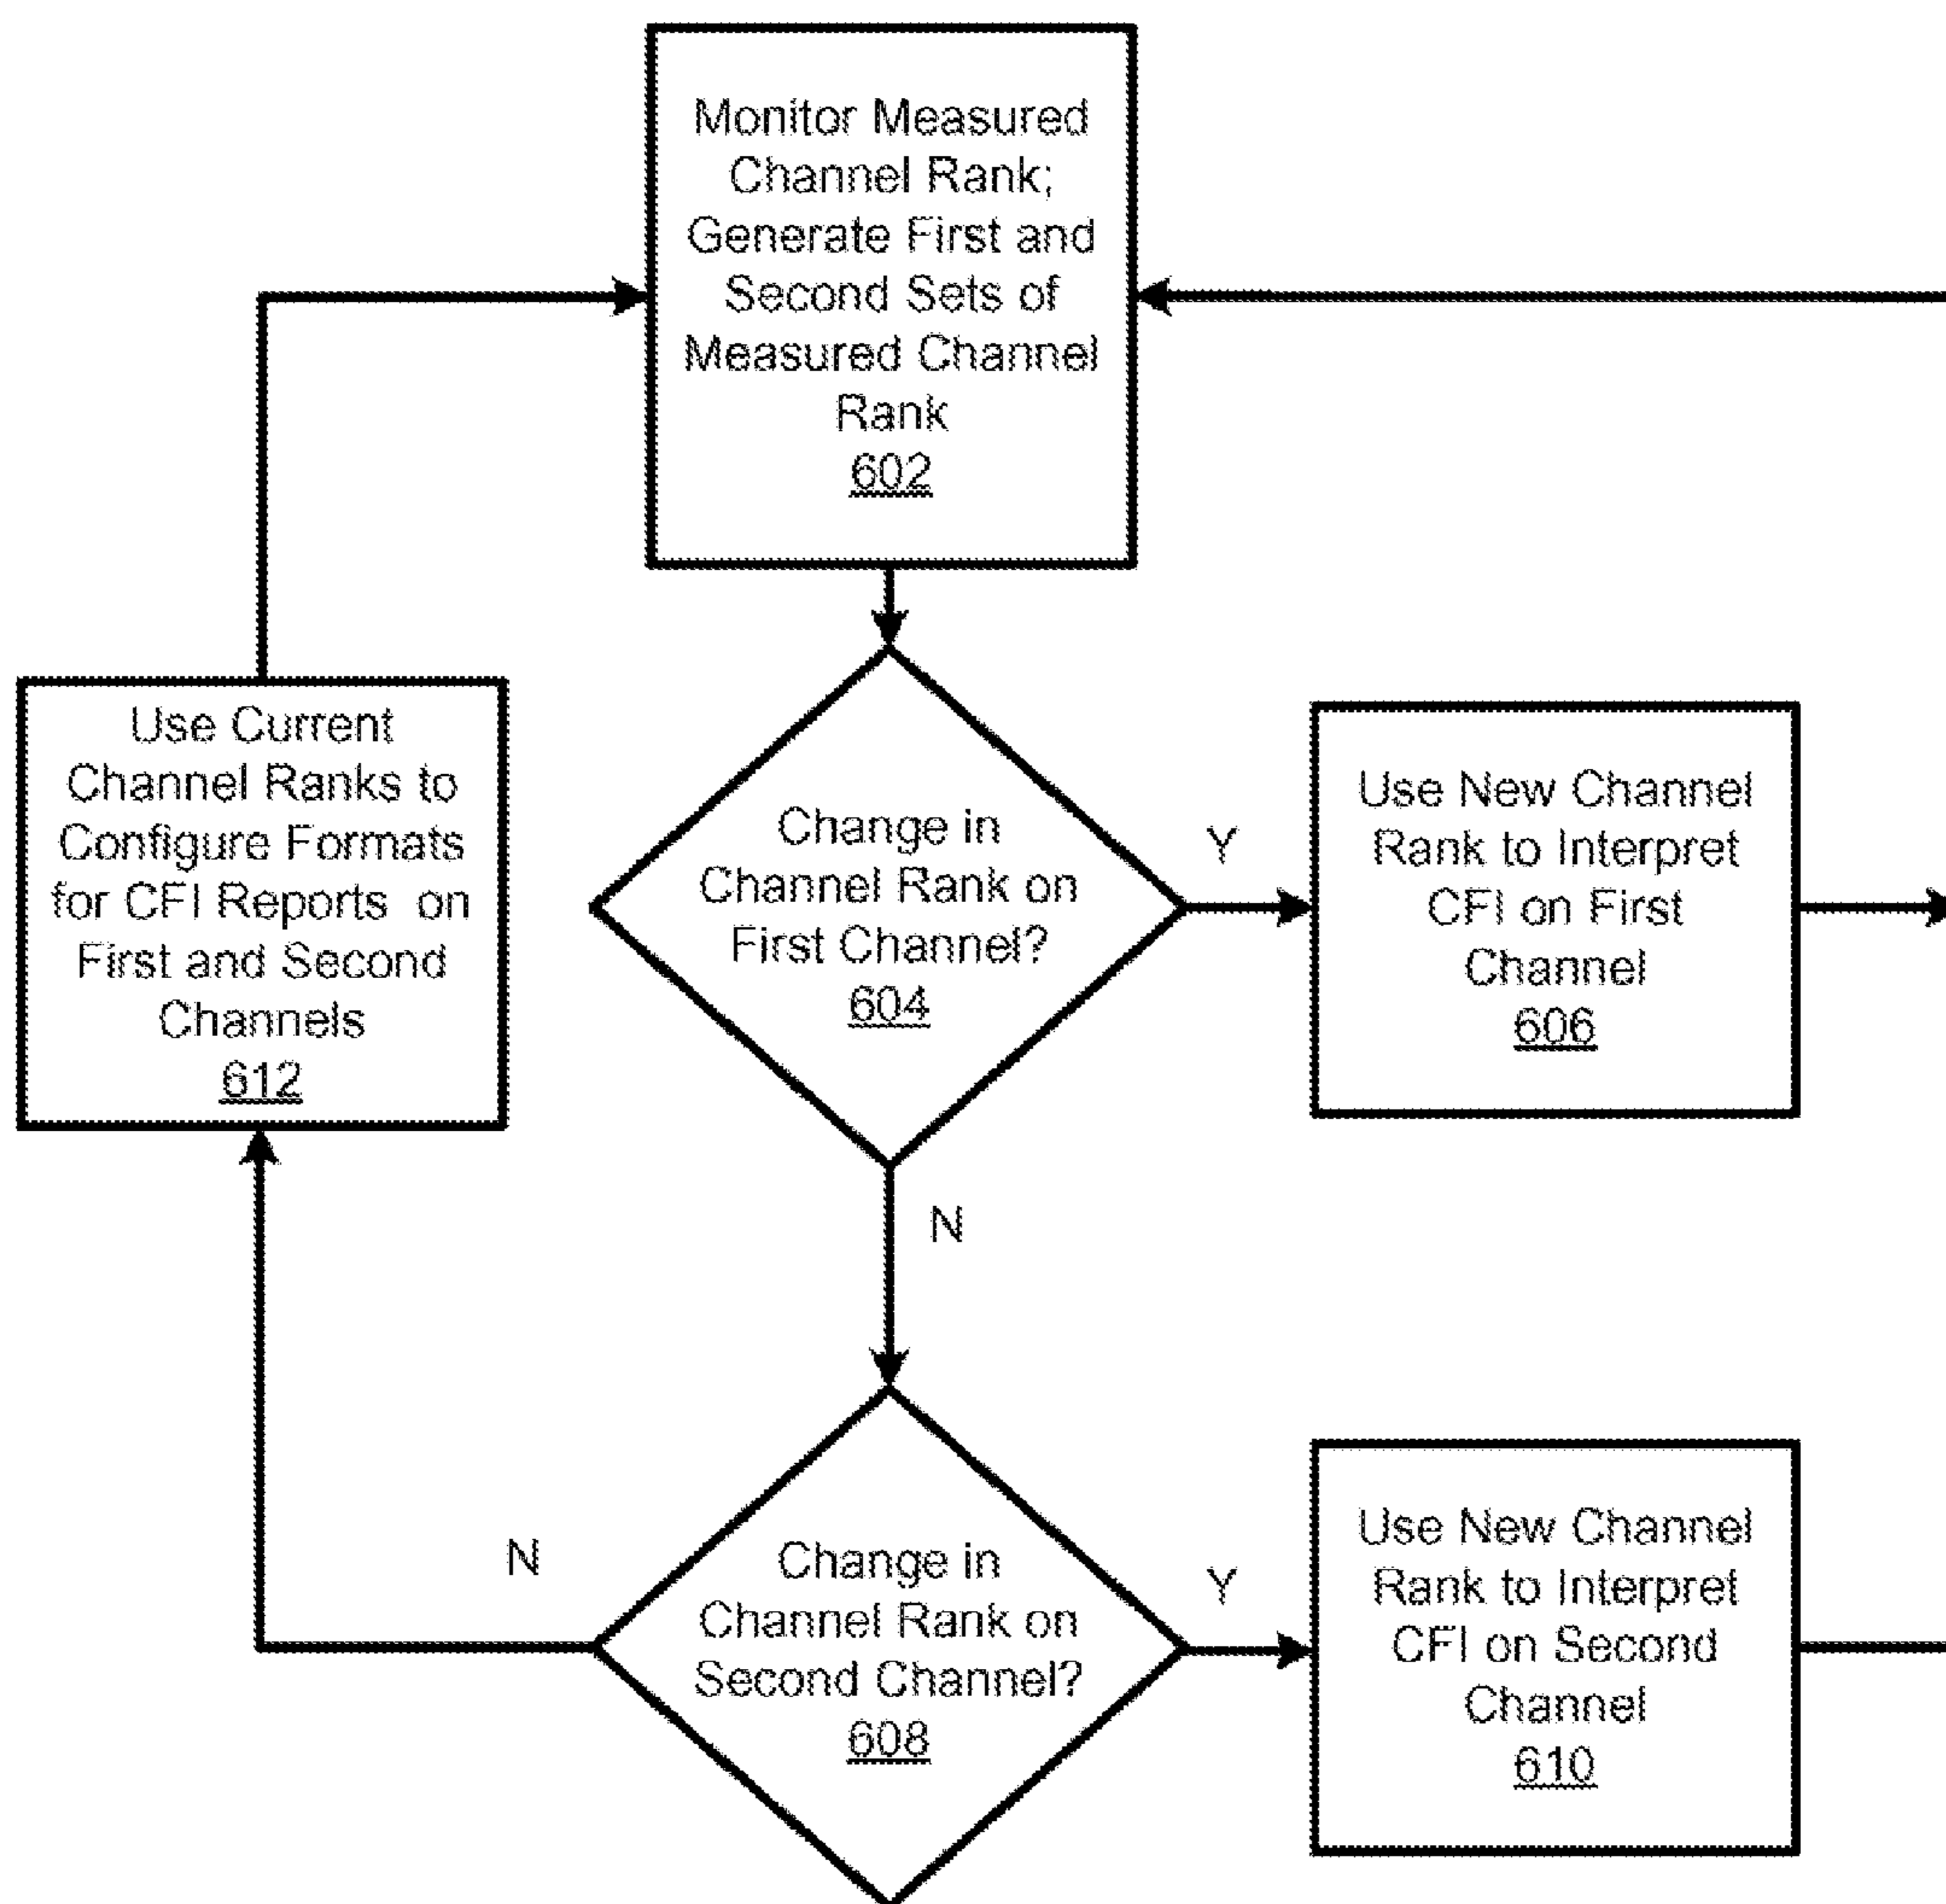 Monitor Measured
Channel Rank;
Generate First and
Second Sets of
Measured Channel
Rank
602
Use Current
Channel Ranks to
Configure Formats
for CFI Reports on
First and Second
Channels
612
Change in
Channel Rank on
First Channel?
604
Y
Use New Channel
Rank to Interpret
CFI on First
Channel
606
N
N
Change in
Channel Rank on
Second Channel?
608
Y
Use New Channel
Rank to Interpret
CFI on Second
Channel
610